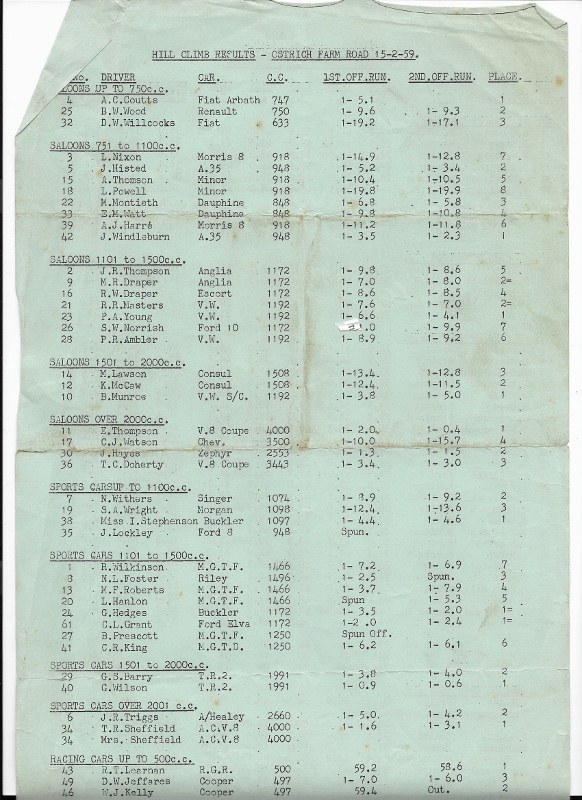 HILL CLIMB RESULTS - OSTRICH FARM ROAD 15-2-59.
No. DRIVER CAR. C.C. 1ST.OFF.RUN. 2ND.OFF.RUN. PLACE.
LOONS UP TO 750c.c.
4 A.C.Coutts Fiat Arbath 747 1- 5.1 1
25 B.W.Wood Renault 750 1- 9.6 1- 9.3 2
32 D.W.Willcocks Fiat 633 1-19.2 1-17.1 3
SALOONS 751 to 1100c.c.
3 L.Nixon Morris 8 918 1-14.9 1-12.8 7
5 J.Histed A.35 948 1- 5.2 1- 3.4 2
15 A.Thomson Minor 918 1-10.4 1-10.5 5
18 L.Powell Minor 918 1-19.8 1-19.9 8
22 M.Montieth Dauphine 848 1- 6.8 1- 5.8 3
33 E.M.Watt Dauphine 848 1- 9.8 1-10.8 4
39 A.J.Harré Morris 8 918 1-11.2 1-11.8 6
42 J.Windleburn A.35 948 1- 3.5 1- 2.3 1
SALOONS 1101 to 1500c.c.
2 J.R.Thompson Anglia 1172 1- 9.8 1- 8.6 5
9 M.R.Draper Anglia 1172 1- 7.0 1- 8.0 2=
16 R.W.Draper Escort 1172 1- 8.6 1- 8.5 4
21 R.R.Masters V.W. 1192 1- 7.6 1- 7.0 2=
23 P.A.Young V.W. 1192 1- 6.6 1- 4.1 1
26 S.W.Norrish Ford 10 1172 .0 1- 9.9 7
28 P.R.Ambler V.W. 1192 1- 8.9 1- 9.2 6
SALOONS 1501 to 2000c.c.
14 M.Lawson Consul 1508 1-13.4 1-12.8 3
12 K.McCaw Consul 1508 1-12.4 1-11.5 2
10 B.Munroe V.W. S/C. 1192 1- 3.8 1- 5.0 1
SALOONS OVER 2000c.c.
11 E.Thompson V.8 Coupe 4000 1- 2.0 1- 0.4 1
17 C.J.Watson Chev. 3500 1-10.0 1-15.7 4
30 J.Hayes Zephyr 2553 1- 1.3 1- 1.5 2
36 T.C.Doherty V.8 Coupe 3443 1- 3.4 1- 3.0 3
SPORTS CARSUP TO 1100c.c.
7 N.Withers Singer 1074 1- 8.9 1- 9.2 2
19 S.A.Wright Morgan 1098 1-12.4 1-13.6 3
38 Miss I.Stephenson Buckler 1097 1- 4.4 1- 4.6 1
35 J.Lockley Ford 8 948 Spun.
SPORTS CARS 1101 to 1500c.c.
1 R.Wilkinson M.G.T.F. 1466 1- 7.2 1- 6.9 7
8 N.L.Foster Riley 1496 1- 2.5 Spun. 3
13 M.F.Roberts M.G.T.F. 1466 1- 3.7 1- 7.9 4
20 L.Hanlon M.G.T.F. 1466 Spun 1- 5.3 5
24 G.Hedges Buckler 1172 1- 3.5 1- 2.0 1=
61 C.L.Grant Ford Elva 1172 1-2 .0 1- 2.4 1=
27 B.Prescott M.G.T.F. 1250 Spun Off.
41 C.R.King M.G.T.D. 1250 1- 6.2 1- 6.1 6
SPORTS CARS 1501 to 2000c.c.
29 G.S.Barry T.R.2. 1991 1- 3.8 1- 4.0 2
40 C.Wilson T.R.2. 1991 1- 0.9 1- 0.6 1
SPORTS CARS OVER 2001 c.c.
6 J.R.Triggs A/Healey 2660 1- 5.0 1- 4.2 2
34 T.R.Sheffield A.C.V.8 4000 1- 1.6 1- 3.1 1
34 Mrs. Sheffield A.C.V.8 4000
RACING CARS UP TO 500c.c.
43 R.T.Learnan R.G.R. 500 59.2 58.6 1
49 D.W.Jeffares Cooper 497 1- 7.0 1- 6.0 3
46 W.J.Kelly Cooper 497 59.4 Out. 2